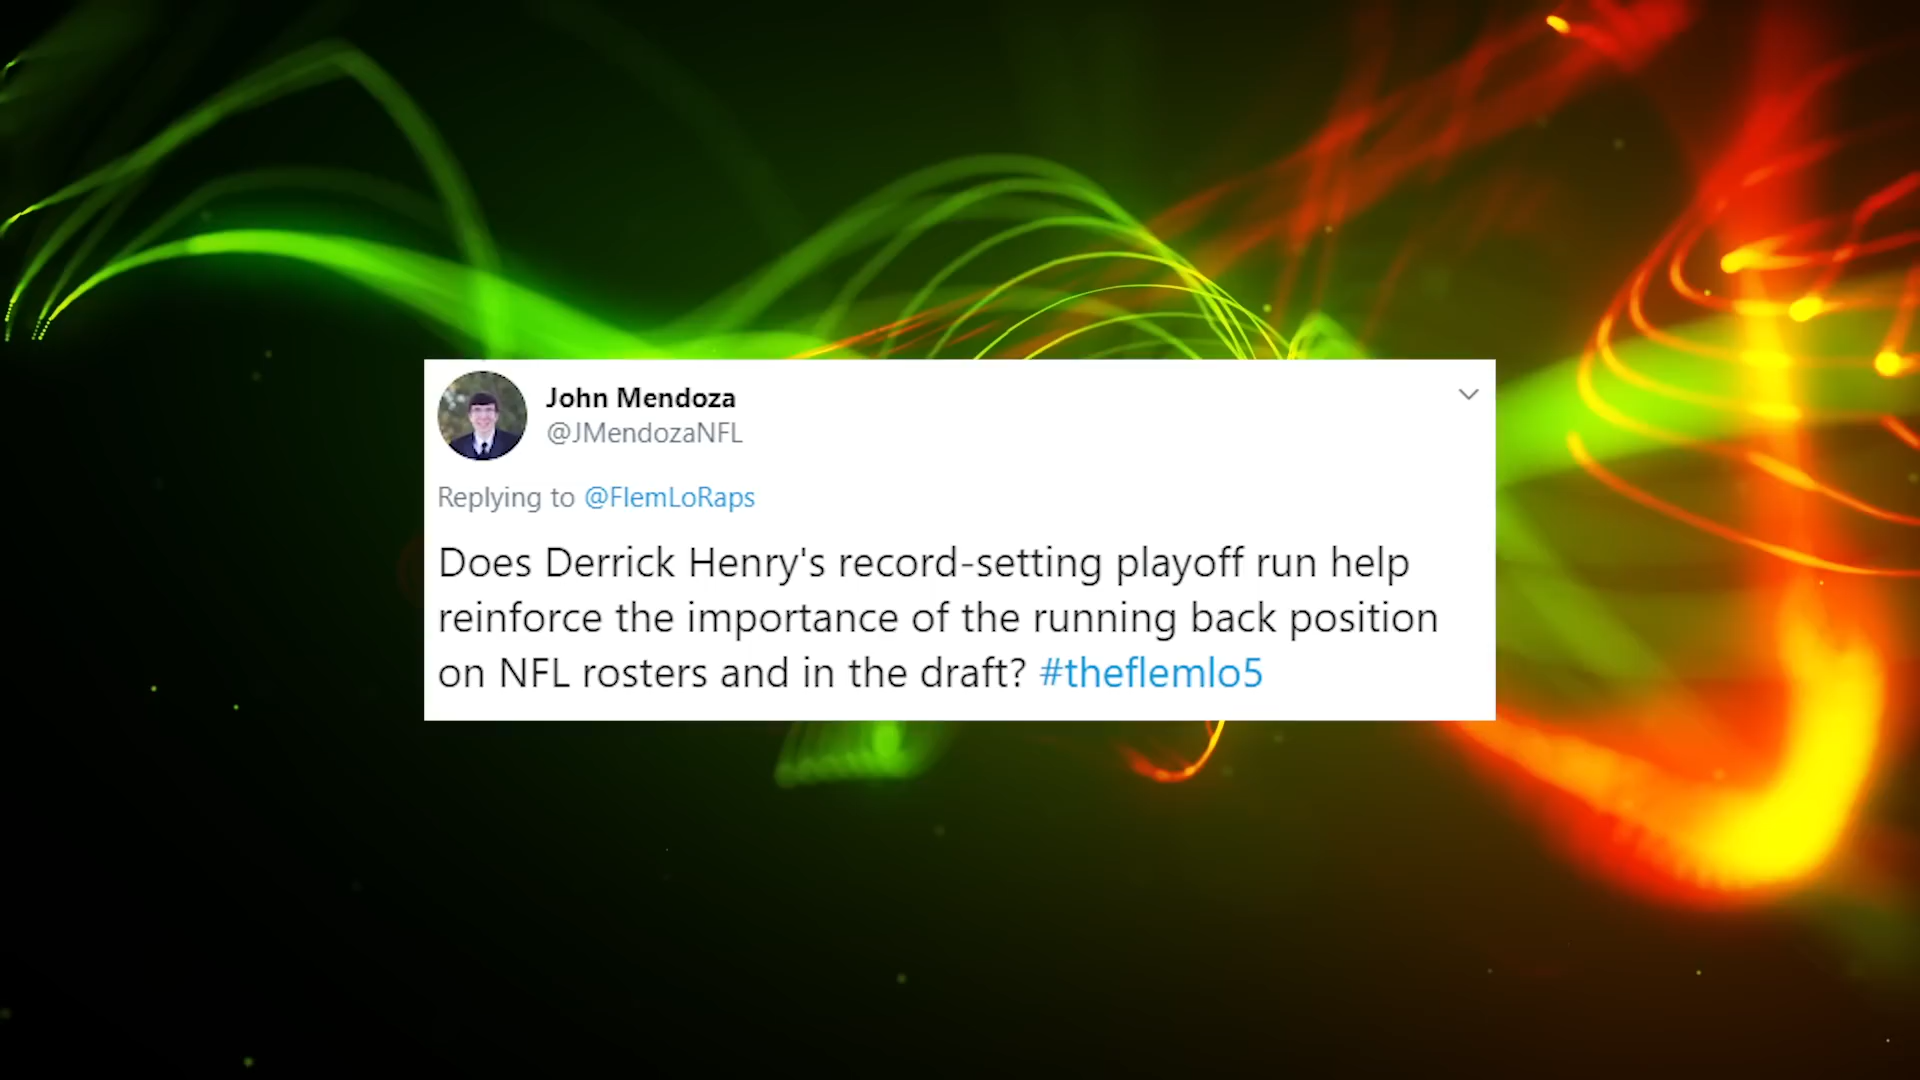 John Mendoza
@JMendozaNFL
Replying to @FlemLoRaps
Does Derrick Henry's record-setting playoff run help
reinforce the importance of the running back position
on NFL rosters and in the draft? #theflemlo5